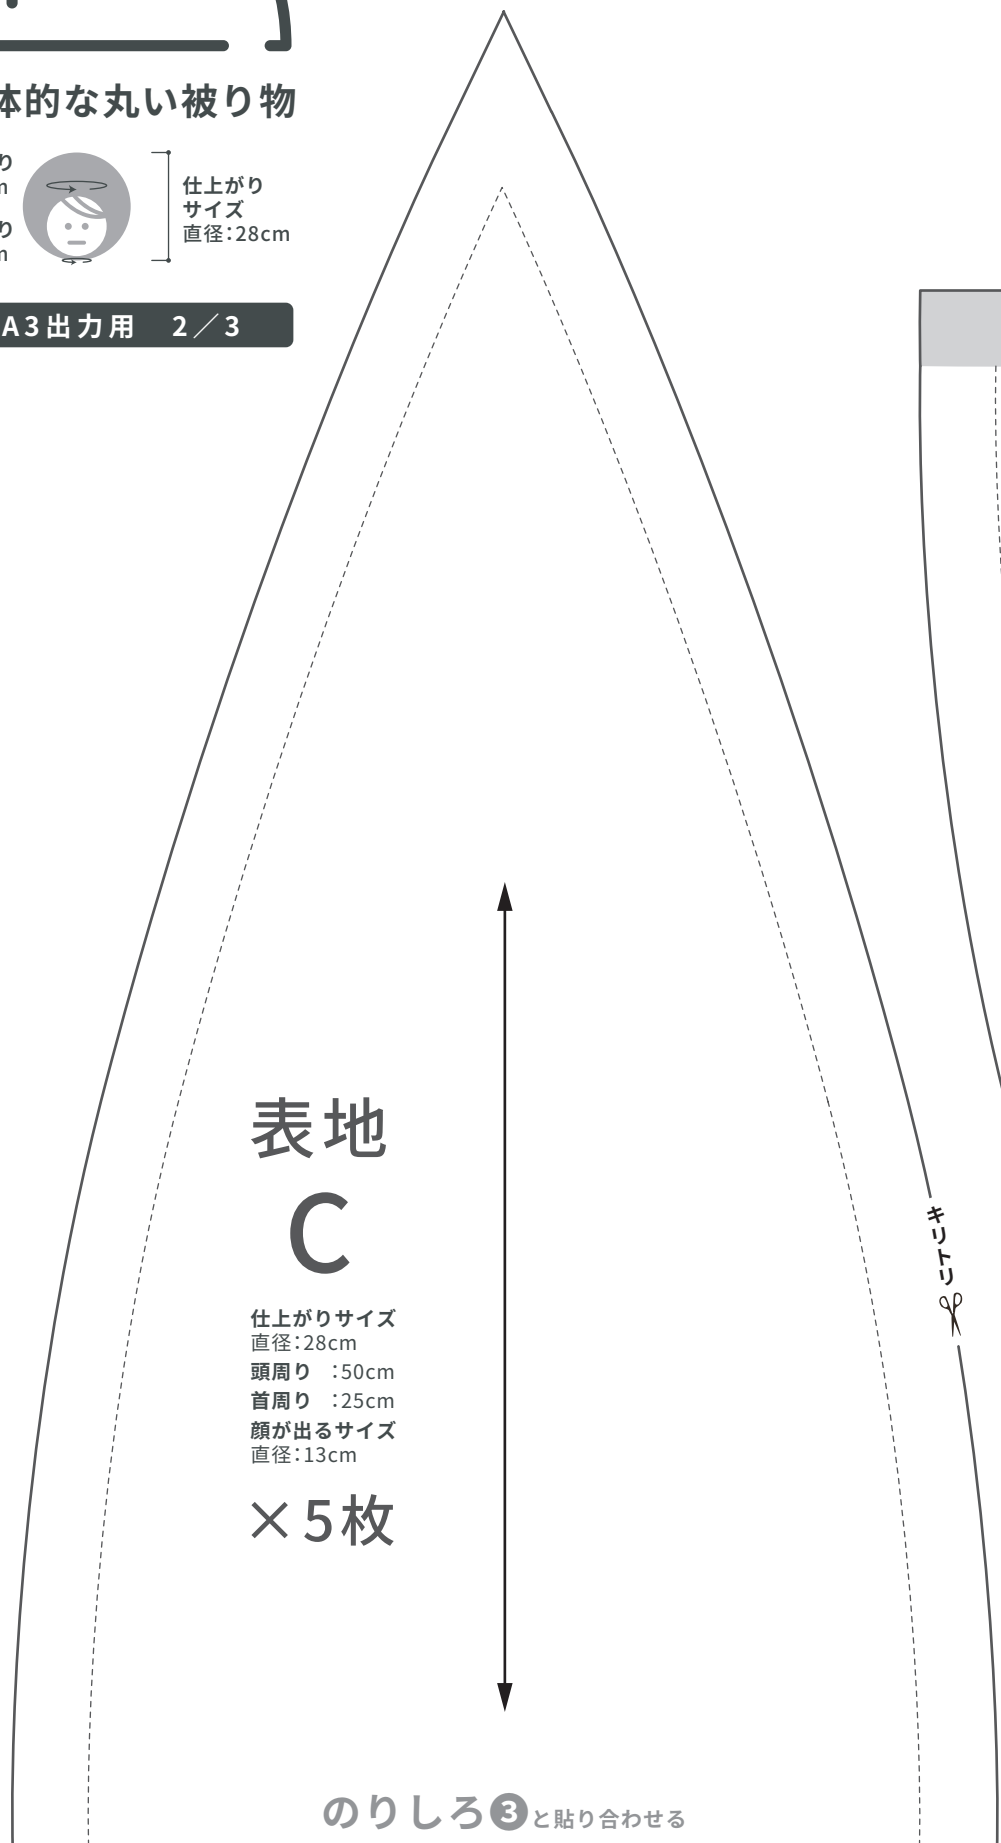 体的な丸い被り物
り
m
り
m
仕上がり
サイズ
直径：28cm
A3出力用　2／3
表地
C
仕上がりサイズ
直径：28cm
頭周り　：50cm
首周り　：25cm
顔が出るサイズ
直径：13cm
×5枚
キリトリ
のりしろ❸と貼り合わせる